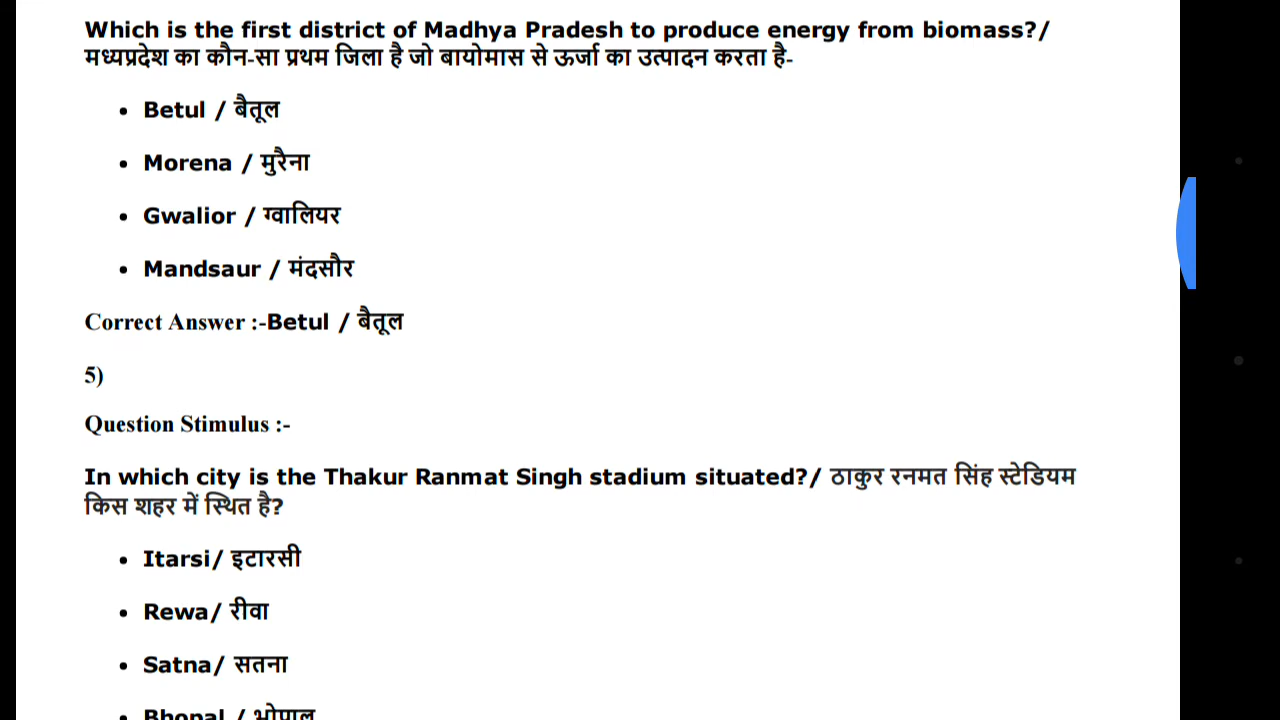 Which is the first district of Madhya Pradesh to produce energy from biomass?/
मध्यप्रदेश का कौन-सा प्रथम जिला है जो बायोमास से ऊर्जा का उत्पादन करता है-
• Betul / बैतूल
• Morena / मुरैना
• Gwalior / ग्वालियर
• Mandsaur / मंदसौर
Correct Answer :-Betul / बैतूल
5)
Question Stimulus :-
In which city is the Thakur Ranmat Singh stadium situated?/ ठाकुर रनमत सिंह स्टेडियम
किस शहर में स्थित है?
• Itarsi/ इटारसी
• Rewa/ रीवा
• Satna/ सतना
• Bhopal / भोपाल